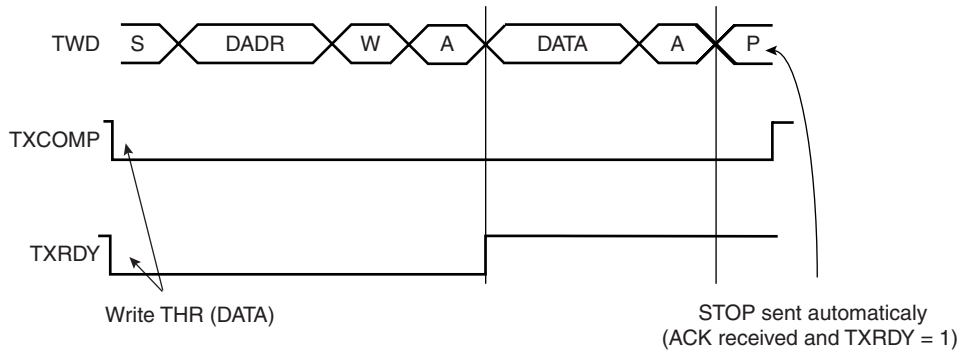 TWD S DADR W A DATA A P
TXCOMP
TXRDY
Write THR (DATA)
STOP sent automaticaly
(ACK received and TXRDY = 1)